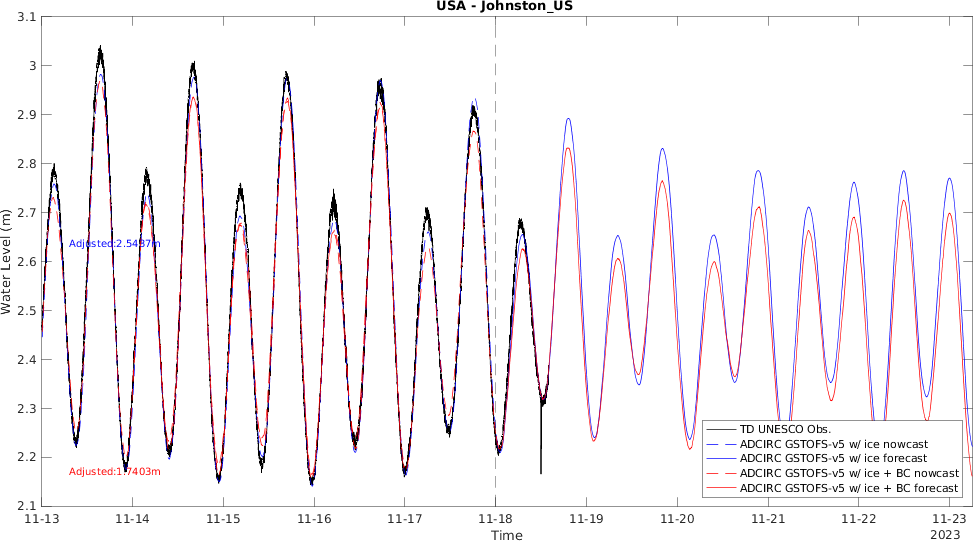 USA - Johnston_US
3.1
3
2.9
2.8
2.7
2.6
2.5
2.4
2.3
2.2
2.1
Water Level (m)
Adjusted:2.5437m
Adjusted:1.7403m
TD UNESCO Obs.
ADCIRC GSTOFS-v5 w/ ice nowcast
ADCIRC GSTOFS-v5 w/ ice forecast
ADCIRC GSTOFS-v5 w/ ice + BC nowcast
ADCIRC GSTOFS-v5 w/ ice + BC forecast
11-13 11-14 11-15 11-16 11-17 11-18 11-19 11-20 11-21 11-22 11-23
Time
2023